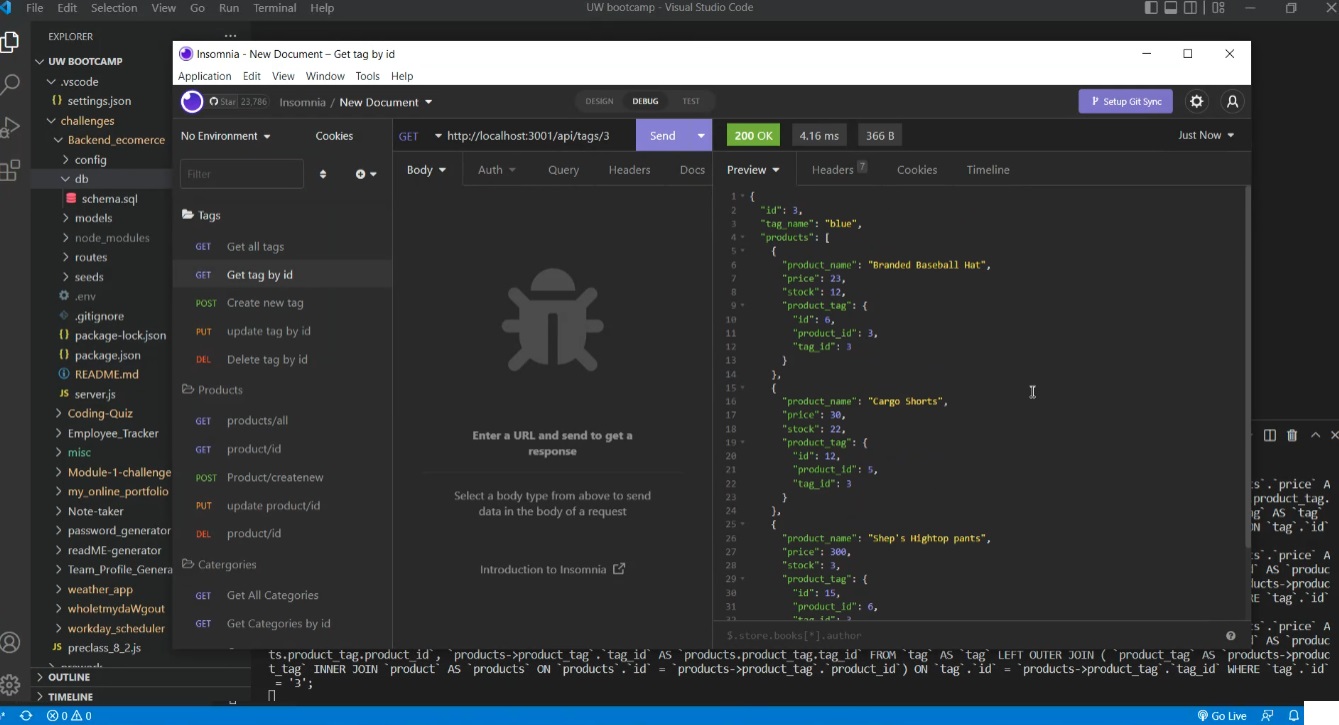 File Edit Selection View Go Run Terminal Help
UW bootcamp - Visual Studio Code
EXPLORER
UW BOOTCAMP
.vscode
settings.json
challenges
Backend_ecomerce
config
db
schema.sql
models
node_modules
routes
seeds
.env
.gitignore
package-lock.json
package.json
README.md
JS server.js
Coding-Quiz
Employee_Tracker
misc
Module-1-challenge
my_online_portfolio
Note-taker
password_generator
readME-generator
Team_Profile_Genera
weather_app
wholetmydaWgout
workday_scheduler
JS preclass_8_2.js
OUTLINE
TIMELINE
Insomnia - New Document – Get tag by id
Application Edit View Window Tools Help
Star 23,786
Insomnia / New Document
DESIGN DEBUG TEST
Setup Git Sync
No Environment Cookies
Filter
Tags
GET Get all tags
GET Get tag by id
POST Create new tag
PUT update tag by id
DEL Delete tag by id
Products
GET products/all
GET product/id
POST Product/createnew
PUT update product/id
DEL product/id
Catergories
GET Get All Categories
GET Get Categories by id
GET http://localhost:3001/api/tags/3 Send
Body Auth Query Headers Docs
Enter a URL and send to get a
response
Select a body type from above to send
data in the body of a request
Introduction to Insomnia
200 OK 4.16 ms 366 B Just Now
Preview Headers 7 Cookies Timeline
1 {
2 "id": 3,
3 "tag_name": "blue",
4 "products": [
5 {
6 "product_name": "Branded Baseball Hat",
7 "price": 23,
8 "stock": 12,
9 "product_tag": {
10 "id": 6,
11 "product_id": 3,
12 "tag_id": 3
13 }
14 },
15 {
16 "product_name": "Cargo Shorts",
17 "price": 30,
18 "stock": 22,
19 "product_tag": {
20 "id": 12,
21 "product_id": 5,
22 "tag_id": 3
23 }
24 },
25 {
26 "product_name": "Shep's Hightop pants",
27 "price": 300,
28 "stock": 3,
29 "product_tag": {
30 "id": 15,
31 "product_id": 6,
$.store.books[*].author
`.`price` A
product_tag.
` AS `tag`
N `tag`.`id`
`.`price` A
` AS `produc
ts->produc
RE `tag`.`id`
`.`price` A
` AS `produc
ts.product_tag.product_id`, `products->product_tag`.`tag_id` AS `products.product_tag.tag_id` FROM `tag` AS `tag` LEFT OUTER JOIN ( `product_tag` AS `products->produc
t_tag` INNER JOIN `product` AS `products` ON `products`.`id` = `products->product_tag`.`product_id`) ON `tag`.`id` = `products->product_tag`.`tag_id` WHERE `tag`.`id`
= '3';
0 0
Go Live